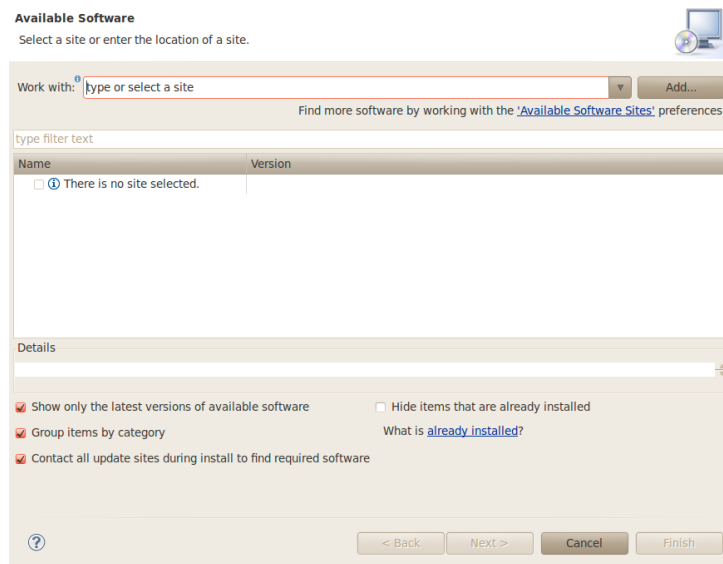 Available Software
Select a site or enter the location of a site.
Work with: type or select a site Add...
Find more software by working with the 'Available Software Sites' preferences
type filter text
Name Version
There is no site selected.
Details
Show only the latest versions of available software Hide items that are already installed
Group items by category What is already installed?
Contact all update sites during install to find required software
? < Back Next > Cancel Finish